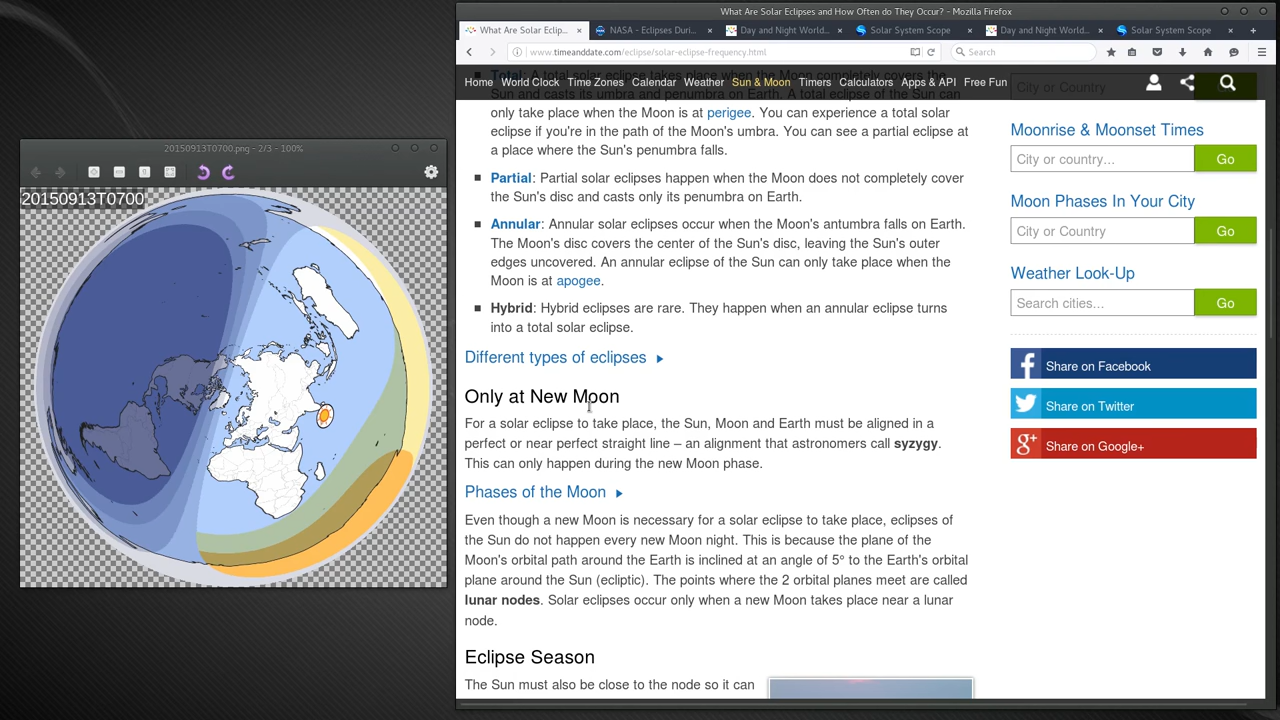 What Are Solar Eclipses and How Often do They Occur? - Mozilla Firefox
What Are Solar Eclip... × NASA - Eclipses Duri... × Day and Night World... × Solar System Scope × Day and Night World... × Solar System Scope ×
www.timeanddate.com/eclipse/solar-eclipse-frequency.html
Search
Home World Clock Time Zones Calendar Weather Sun & Moon Timers Calculators Apps & API Free Fun
Total: A total solar eclipse takes place when the Moon completely covers the
Sun and casts its umbra and penumbra on Earth. A total eclipse of the Sun can
only take place when the Moon is at perigee. You can experience a total solar
eclipse if you're in the path of the Moon's umbra. You can see a partial eclipse at
a place where the Sun's penumbra falls.
Partial: Partial solar eclipses happen when the Moon does not completely cover
the Sun's disc and casts only its penumbra on Earth.
Annular: Annular solar eclipses occur when the Moon's antumbra falls on Earth.
The Moon's disc covers the center of the Sun's disc, leaving the Sun's outer
edges uncovered. An annular eclipse of the Sun can only take place when the
Moon is at apogee.
Hybrid: Hybrid eclipses are rare. They happen when an annular eclipse turns
into a total solar eclipse.
Different types of eclipses
Only at New Moon
For a solar eclipse to take place, the Sun, Moon and Earth must be aligned in a
perfect or near perfect straight line – an alignment that astronomers call syzygy.
This can only happen during the new Moon phase.
Phases of the Moon
Even though a new Moon is necessary for a solar eclipse to take place, eclipses of
the Sun do not happen every new Moon night. This is because the plane of the
Moon's orbital path around the Earth is inclined at an angle of 5° to the Earth's orbital
plane around the Sun (ecliptic). The points where the 2 orbital planes meet are called
lunar nodes. Solar eclipses occur only when a new Moon takes place near a lunar
node.
Eclipse Season
The Sun must also be close to the node so it can
City or Country
Moonrise & Moonset Times
City or country... Go
Moon Phases In Your City
City or Country Go
Weather Look-Up
Search cities... Go
Share on Facebook
Share on Twitter
Share on Google+
20150913T0700.png - 2/3 - 100%
20150913T0700